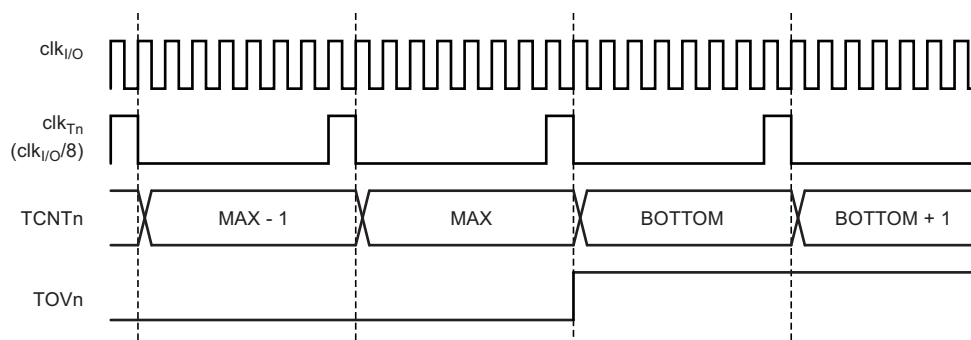 clkI/O
clkTn
(clkI/O/8)
TCNTn MAX - 1 MAX BOTTOM BOTTOM + 1
TOVn